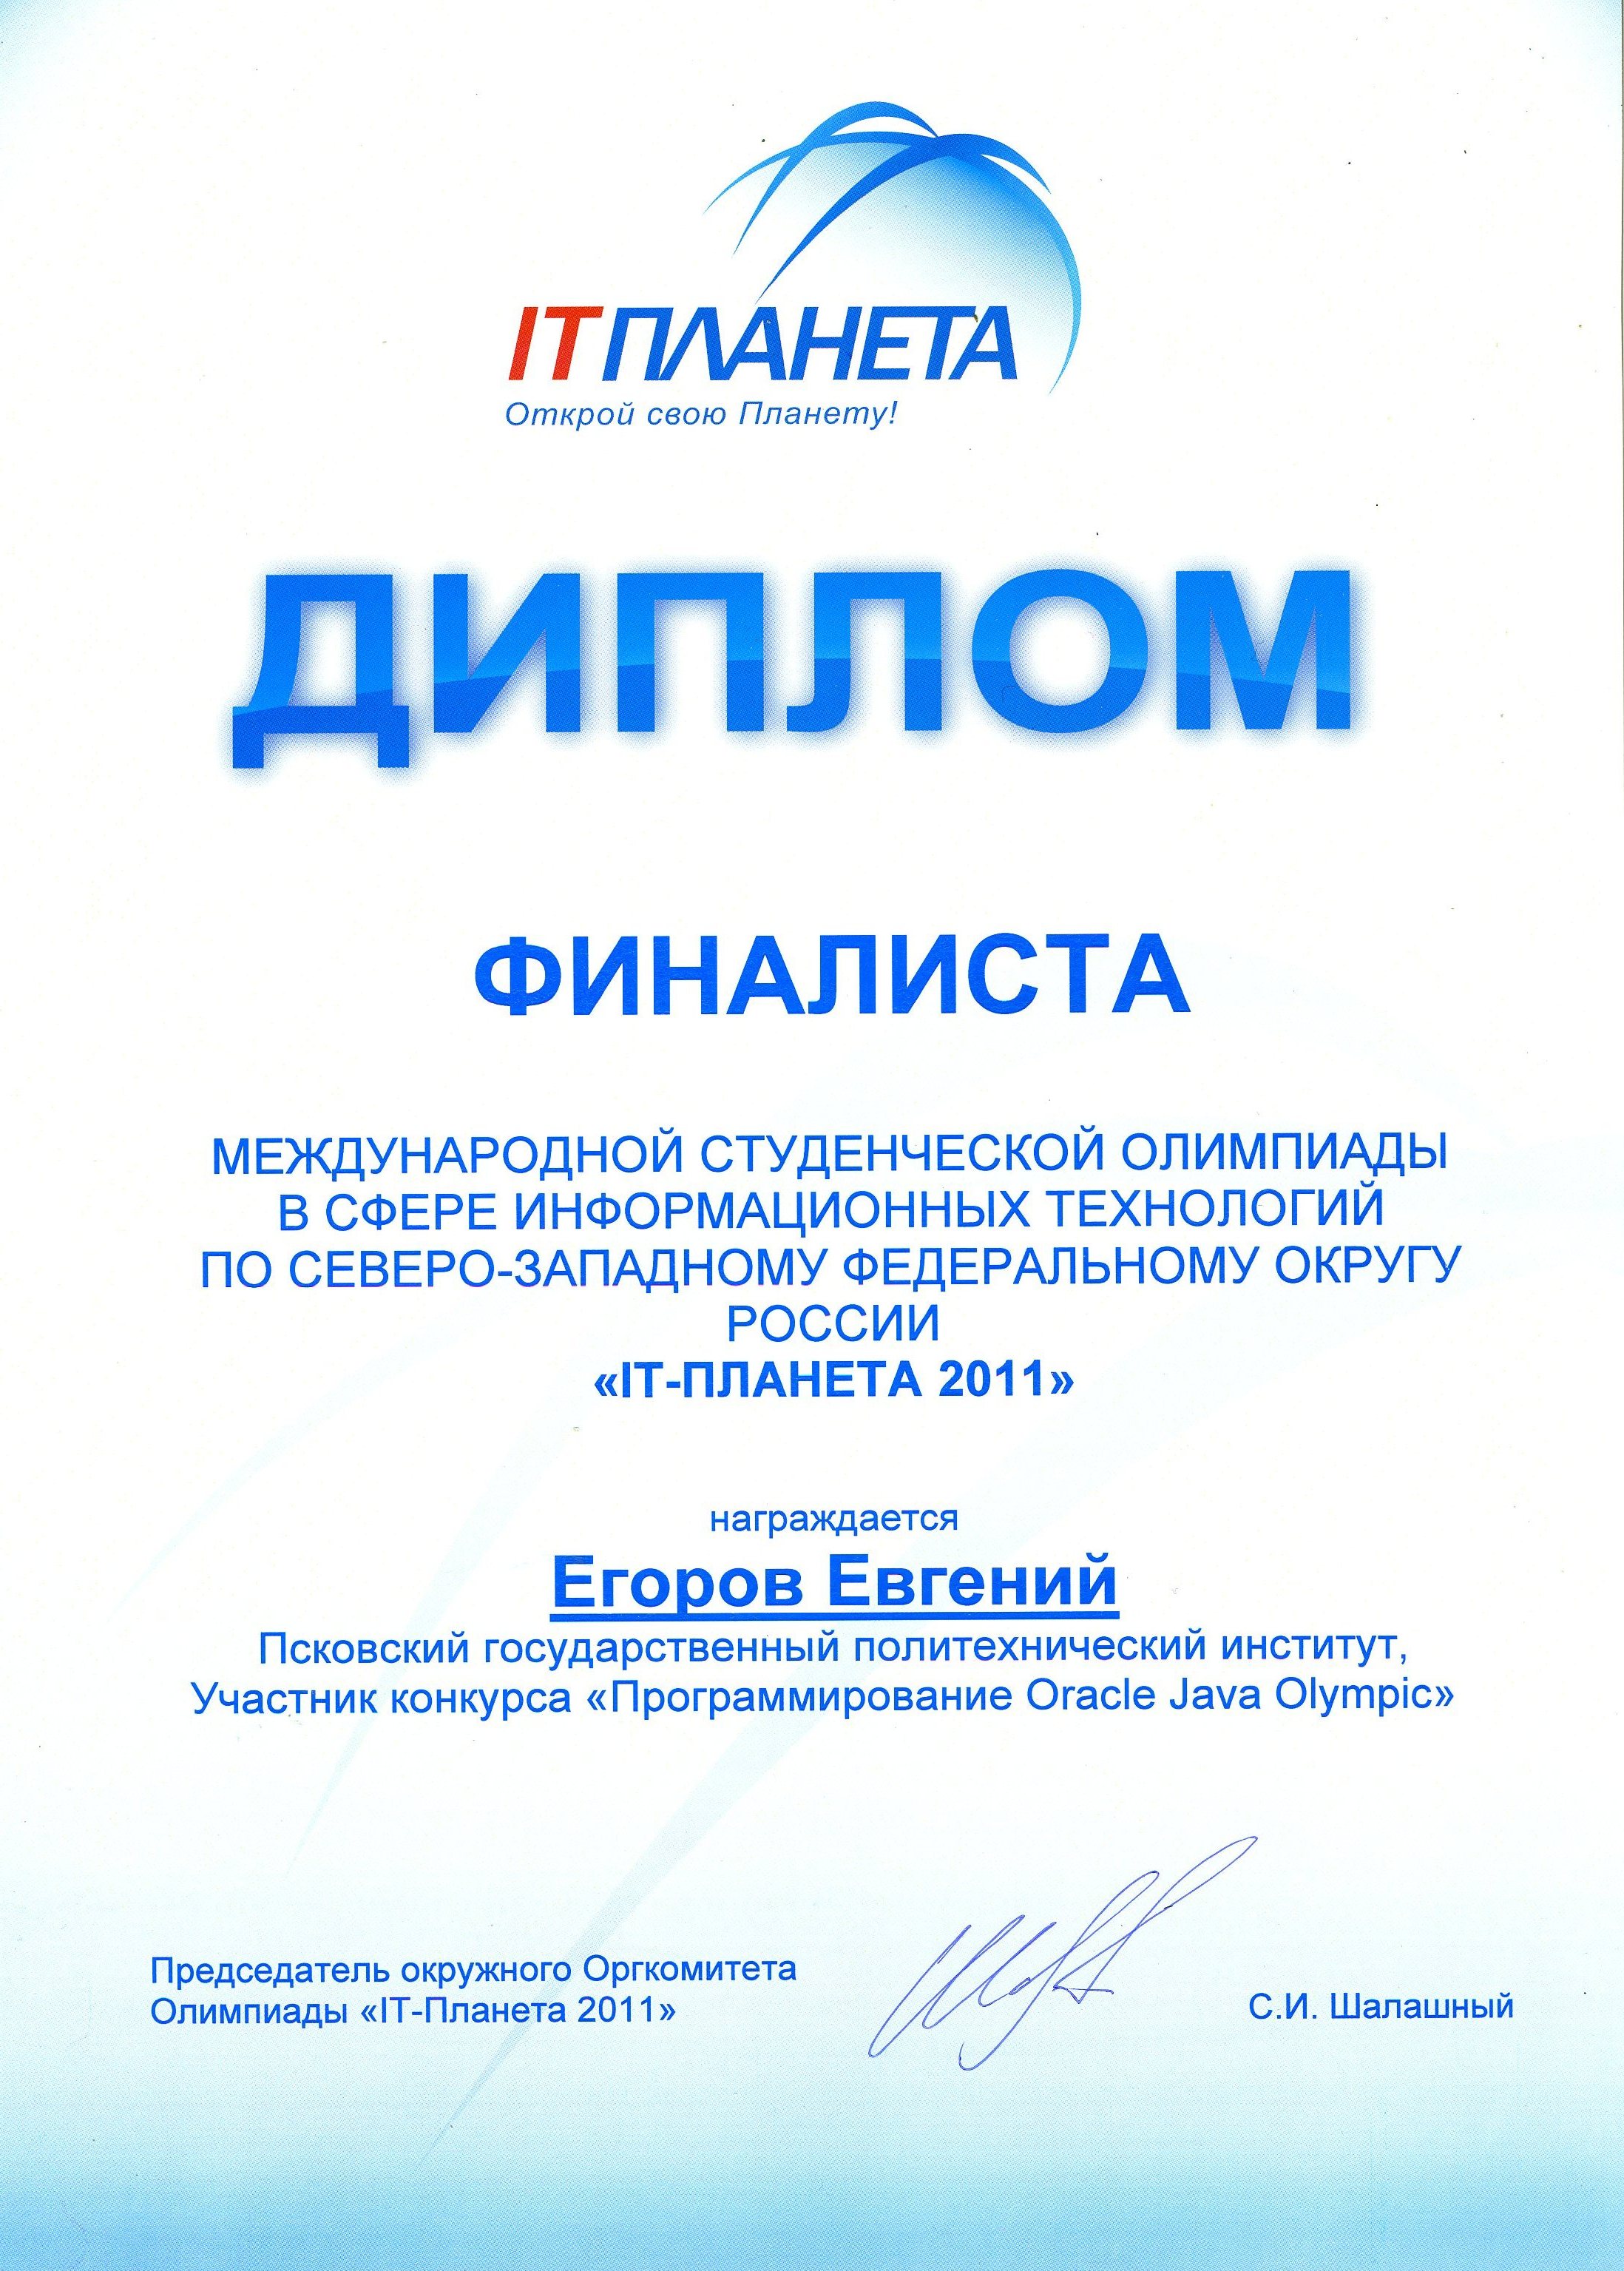 ITПЛАНЕТА
Открой свою Планету!
ДИПЛОМ
ФИНАЛИСТА
МЕЖДУНАРОДНОЙ СТУДЕНЧЕСКОЙ ОЛИМПИАДЫ
В СФЕРЕ ИНФОРМАЦИОННЫХ ТЕХНОЛОГИЙ
ПО СЕВЕРО-ЗАПАДНОМУ ФЕДЕРАЛЬНОМУ ОКРУГУ
РОССИИ
«IT-ПЛАНЕТА 2011»
награждается
Егоров Евгений
Псковский государственный политехнический институт,
Участник конкурса «Программирование Oracle Java Olympic»
Председатель окружного Оргкомитета
Олимпиады «IT-Планета 2011»
С.И. Шалашный